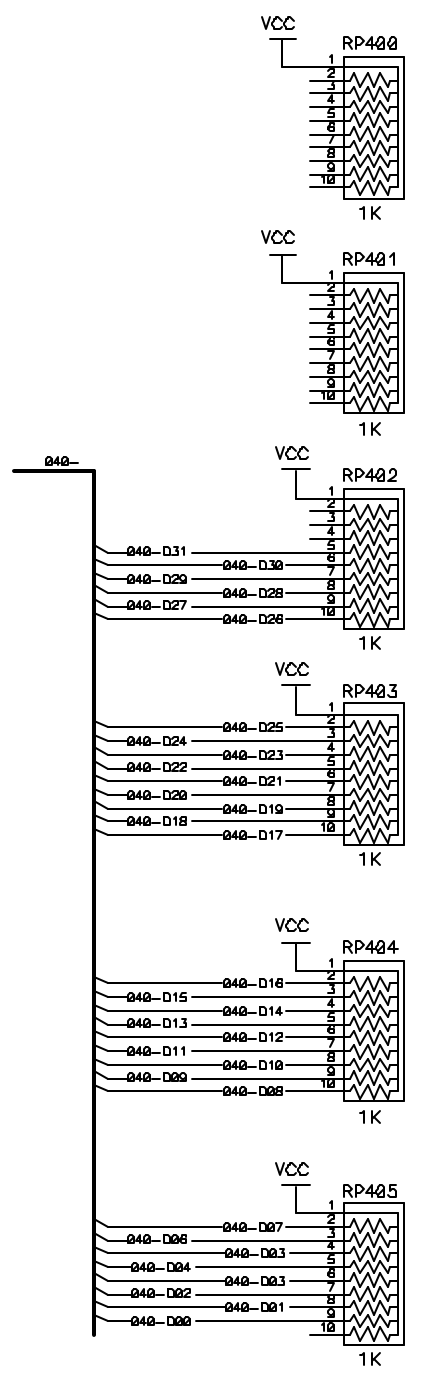 VCC
RP400
1
2
3
4
5
6
7
8
9
10
1K
VCC
RP401
1
2
3
4
5
6
7
8
9
10
1K
040-
VCC
RP402
1
2
3
4
040-D31 5
040-D30 6
040-D29 7
040-D28 8
040-D27 9
040-D26 10
1K
VCC
RP403
1
040-D25 2
040-D24 3
040-D23 4
040-D22 5
040-D21 6
040-D20 7
040-D19 8
040-D18 9
040-D17 10
1K
VCC
RP404
1
040-D16 2
040-D15 3
040-D14 4
040-D13 5
040-D12 6
040-D11 7
040-D10 8
040-D09 9
040-D08 10
1K
VCC
RP405
1
040-D07 2
040-D06 3
040-D03 4
040-D04 5
040-D03 6
040-D02 7
040-D01 8
040-D00 9
10
1K